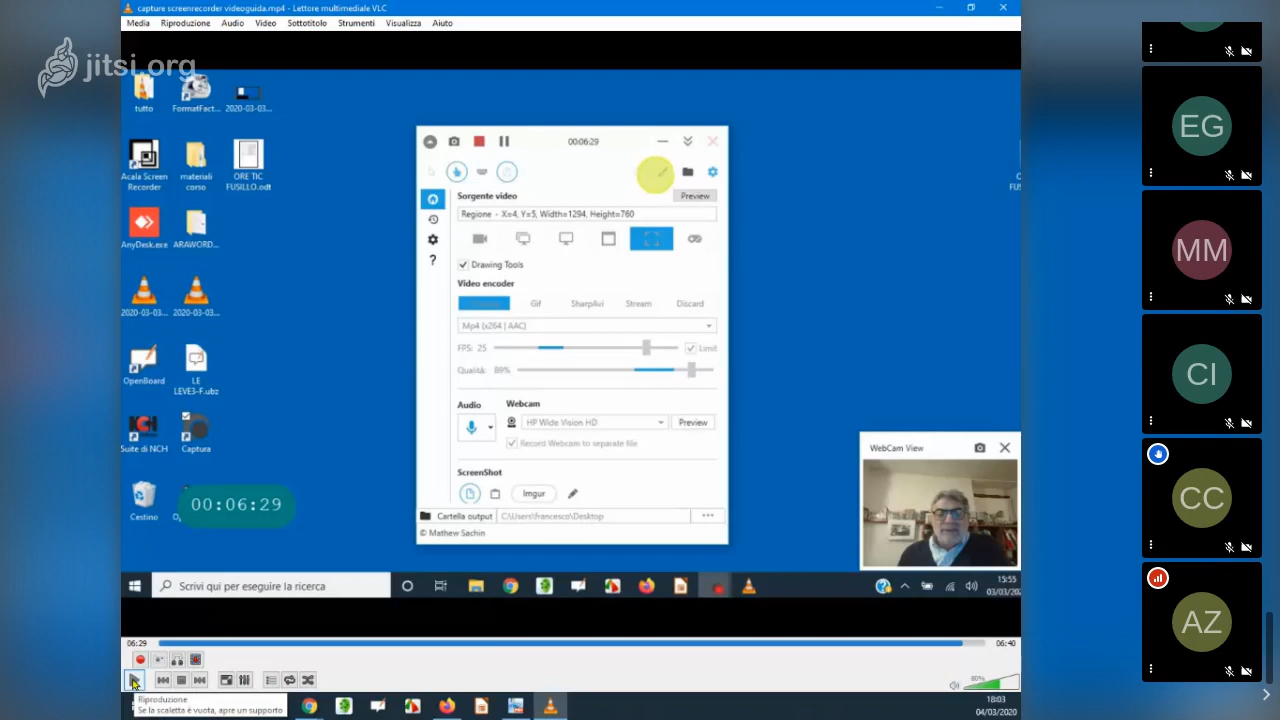 capture screenrecorder videoguida.mp4 - Lettore multimediale VLC
Media Riproduzione Audio Video Sottotitolo Strumenti Visualizza Aiuto
jitsi.org
tutto
FormatFact...
2020-03-03...
Acala Screen Recorder
materiali corso
ORE TIC FUSILLO.odt
AnyDesk.exe
ARAWORD...
2020-03-03...
2020-03-03...
OpenBoard
LE LEVE3-F.ubz
Suite di NCH
Captura
Cestino
00:06:29
00:06:29
Sorgente video
Preview
Regione - X=4, Y=5, Width=1294, Height=760
Drawing Tools
Video encoder
Gif SharpAvi Stream Discard
Mp4 (x264 | AAC)
FPS: 25
Limit
Qualità: 89%
Audio
Webcam
HP Wide Vision HD
Preview
Record Webcam to separate file
ScreenShot
Imgur
Cartella output
C:\Users\francesco\Desktop
© Mathew Sachin
WebCam View
Scrivi qui per eseguire la ricerca
15:55
03/03/202
06:29
06:40
80%
Riproduzione
Se la scaletta è vuota, apre un supporto
18:03
04/03/2020
EG
MM
CI
CC
AZ